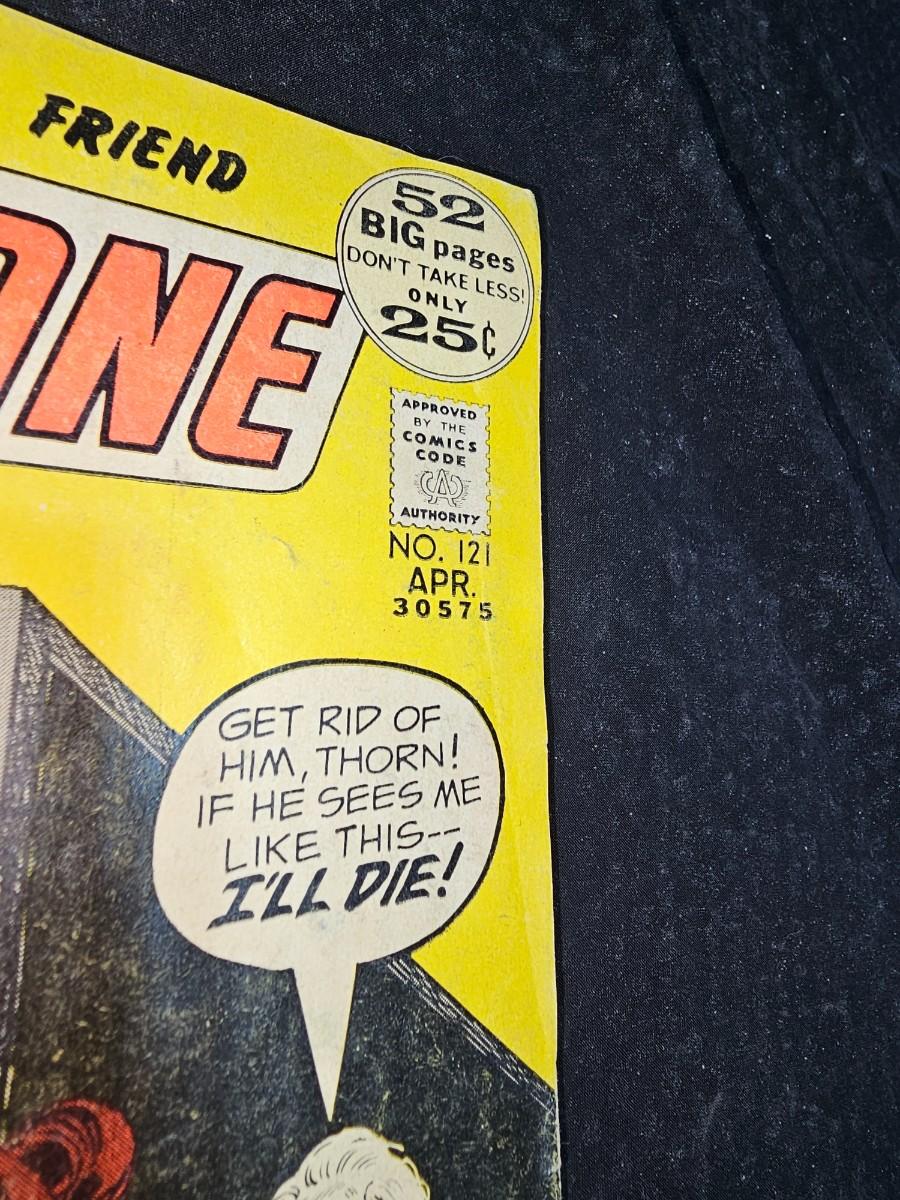 FRIEND
52
BIG pages
DON'T TAKE LESS!
ONLY
25¢
ONE
APPROVED
BY THE
COMICS
CODE
CA
AUTHORITY
NO. 121
APR.
30575
GET RID OF
HIM, THORN!
IF HE SEES ME
LIKE THIS--
I'LL DIE!